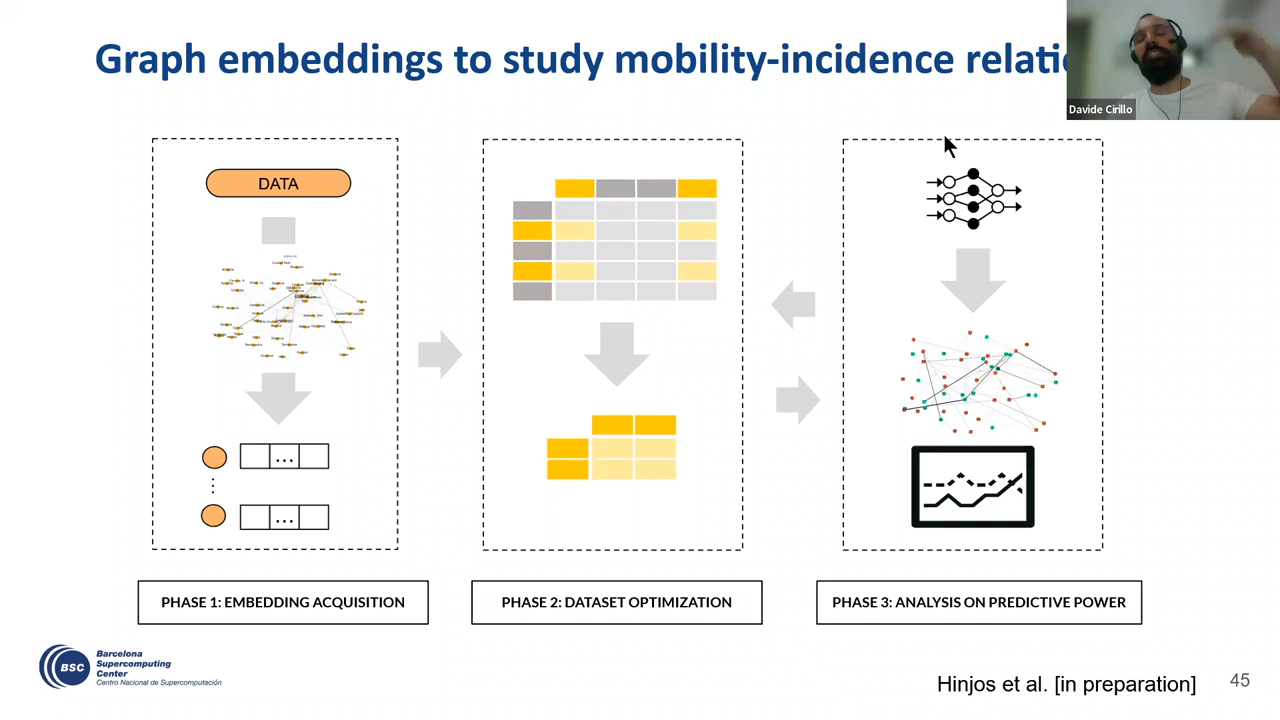 Graph embeddings to study mobility-incidence relati
Davide Cirillo
DATA
...
...
PHASE 1: EMBEDDING ACQUISITION
PHASE 2: DATASET OPTIMIZATION
PHASE 3: ANALYSIS ON PREDICTIVE POWER
BSC
Barcelona
Supercomputing
Center
Centro Nacional de Supercomputación
Hinjos et al. [in preparation]
45